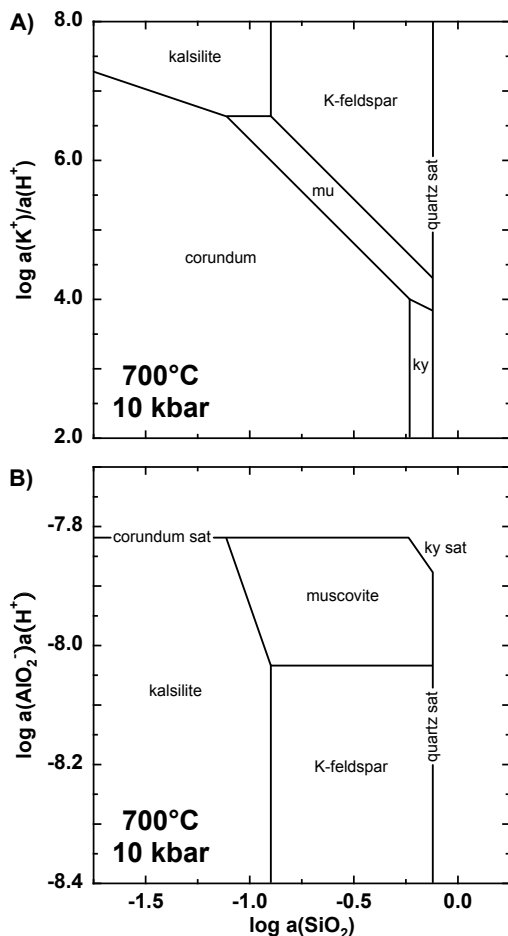 A)
8.0
kalsilite
K-feldspar
6.0
mu
quartz sat
log a(K⁺)/a(H⁺)
corundum
4.0
700°C
10 kbar
ky
2.0
B)
-7.8
corundum sat
ky sat
muscovite
log a(AlO₂⁻)a(H⁺)
-8.0
kalsilite
quartz sat
K-feldspar
-8.2
700°C
10 kbar
-8.4
-1.5 -1.0 -0.5 0.0
log a(SiO₂)